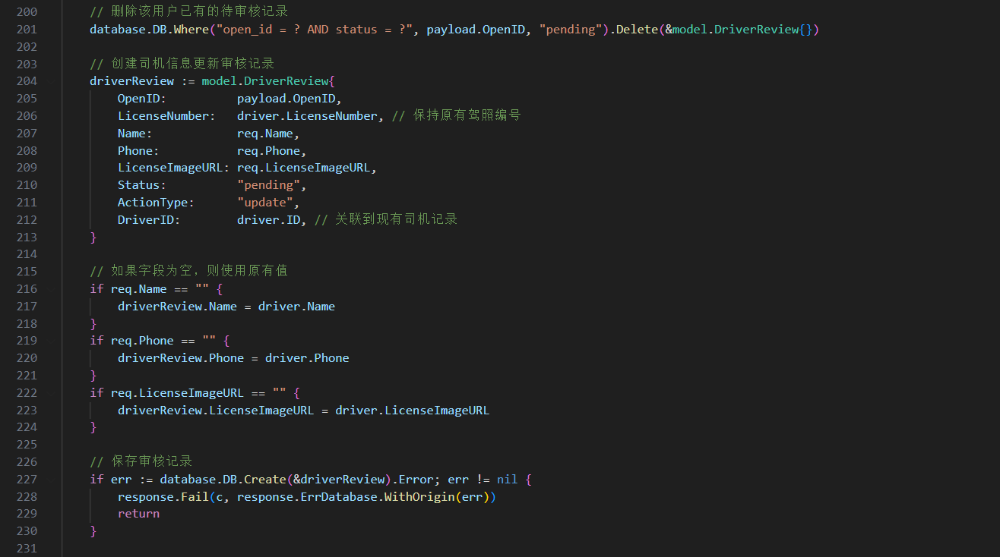 200 // 删除该用户已有的待审核记录
201 database.DB.Where("open_id = ? AND status = ?", payload.OpenID, "pending").Delete(&model.DriverReview{})
202
203 // 创建司机信息更新审核记录
204 driverReview := model.DriverReview{
205 OpenID: payload.OpenID,
206 LicenseNumber: driver.LicenseNumber, // 保持原有驾照编号
207 Name: req.Name,
208 Phone: req.Phone,
209 LicenseImageURL: req.LicenseImageURL,
210 Status: "pending",
211 ActionType: "update",
212 DriverID: driver.ID, // 关联到现有司机记录
213 }
214
215 // 如果字段为空，则使用原有值
216 if req.Name == "" {
217 driverReview.Name = driver.Name
218 }
219 if req.Phone == "" {
220 driverReview.Phone = driver.Phone
221 }
222 if req.LicenseImageURL == "" {
223 driverReview.LicenseImageURL = driver.LicenseImageURL
224 }
225
226 // 保存审核记录
227 if err := database.DB.Create(&driverReview).Error; err != nil {
228 response.Fail(c, response.ErrDatabase.WithOrigin(err))
229 return
230 }
231